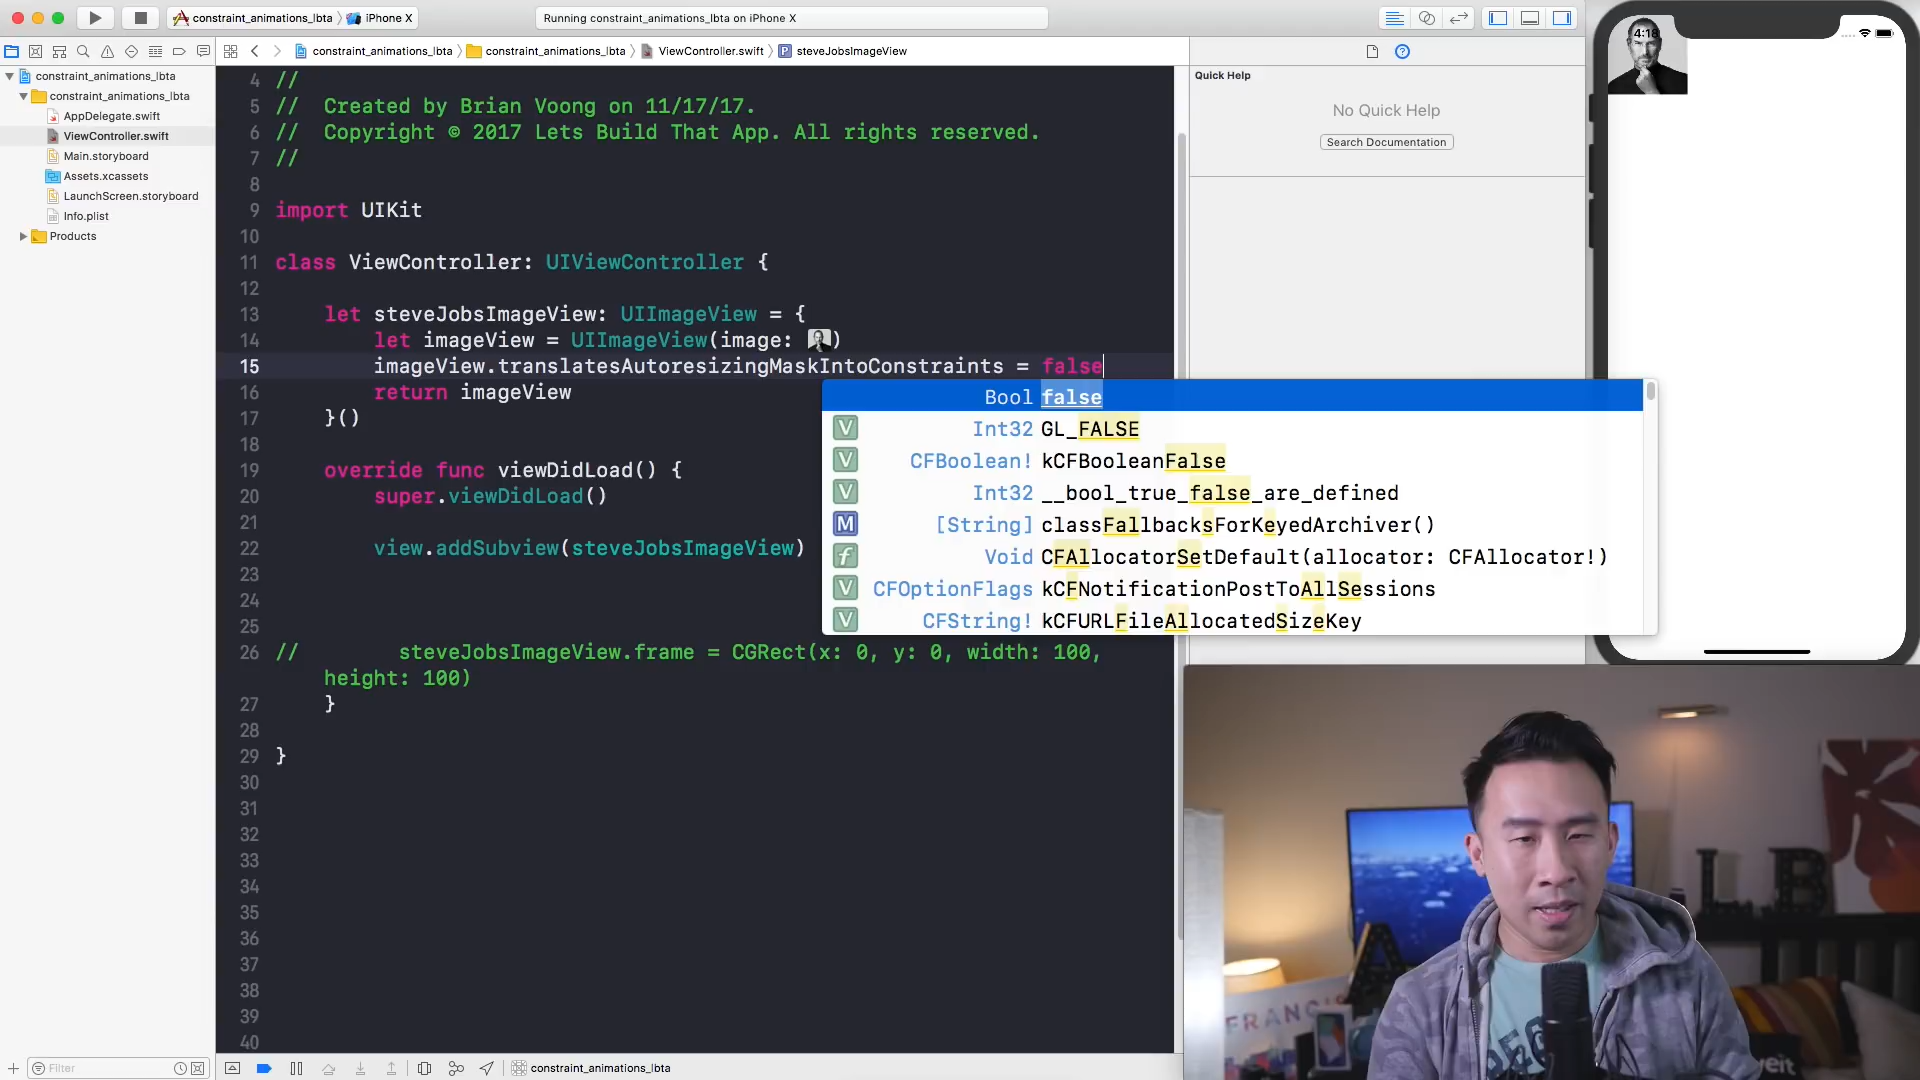 constraint_animations_lbta
iPhone X
Running constraint_animations_lbta on iPhone X
constraint_animations_lbta
constraint_animations_lbta
ViewController.swift
steveJobsImageView
constraint_animations_lbta
constraint_animations_lbta
AppDelegate.swift
ViewController.swift
Main.storyboard
Assets.xcassets
LaunchScreen.storyboard
Info.plist
Products
4 //
5 //  Created by Brian Voong on 11/17/17.
6 //  Copyright © 2017 Lets Build That App. All rights reserved.
7 //
8
9 import UIKit
10
11 class ViewController: UIViewController {
12
13     let steveJobsImageView: UIImageView = {
14         let imageView = UIImageView(image: )
15         imageView.translatesAutoresizingMaskIntoConstraints = false
16         return imageView
17     }()
18
19     override func viewDidLoad() {
20         super.viewDidLoad()
21
22         view.addSubview(steveJobsImageView)
23
24
25
26 //        steveJobsImageView.frame = CGRect(x: 0, y: 0, width: 100,
height: 100)
27     }
28
29 }
30
31
32
33
34
35
36
37
38
39
40
Bool false
V Int32 GL_FALSE
V CFBoolean! kCFBooleanFalse
V Int32 __bool_true_false_are_defined
M [String] classFallbacksForKeyedArchiver()
f Void CFAllocatorSetDefault(allocator: CFAllocator!)
V CFOptionFlags kCFNotificationPostToAllSessions
V CFString! kCFURLFileAllocatedSizeKey
Quick Help
No Quick Help
Search Documentation
4:18
LB
A
FRANCIS
Filter
constraint_animations_lbta